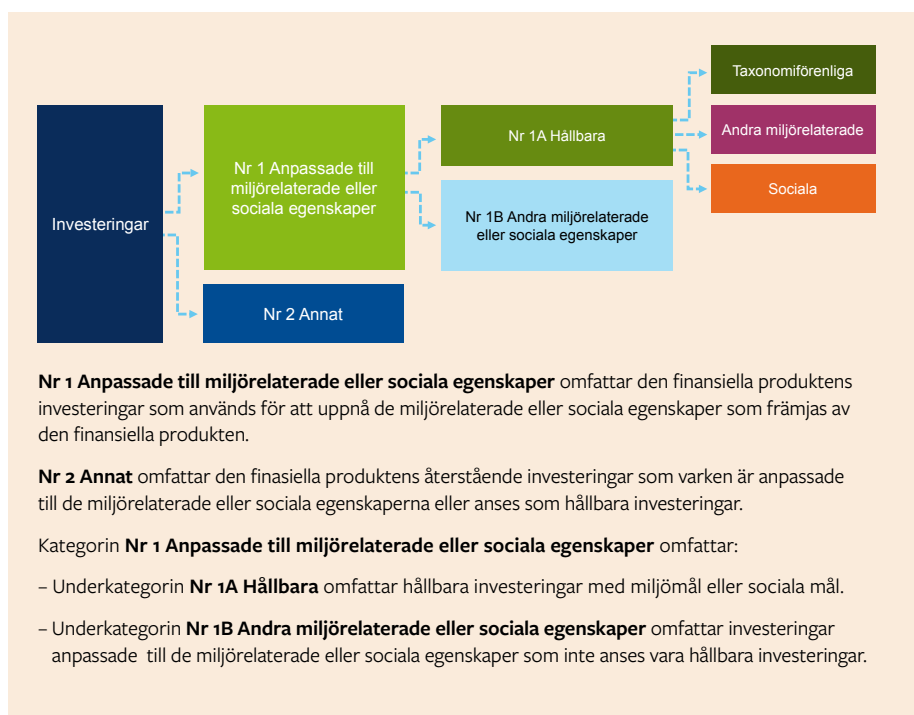 Investeringar
Nr 1 Anpassade till
miljörelaterade eller
sociala egenskaper
Nr 2 Annat
Nr 1A Hållbara
Nr 1B Andra miljörelaterade
eller sociala egenskaper
Taxonomiförenliga
Andra miljörelaterade
Sociala
Nr 1 Anpassade till miljörelaterade eller sociala egenskaper omfattar den finansiella produktens
investeringar som används för att uppnå de miljörelaterade eller sociala egenskaper som främjas av
den finansiella produkten.
Nr 2 Annat omfattar den finasiella produktens återstående investeringar som varken är anpassade
till de miljörelaterade eller sociala egenskaperna eller anses som hållbara investeringar.
Kategorin Nr 1 Anpassade till miljörelaterade eller sociala egenskaper omfattar:
– Underkategorin Nr 1A Hållbara omfattar hållbara investeringar med miljömål eller sociala mål.
– Underkategorin Nr 1B Andra miljörelaterade eller sociala egenskaper omfattar investeringar
anpassade till de miljörelaterade eller sociala egenskaper som inte anses vara hållbara investeringar.